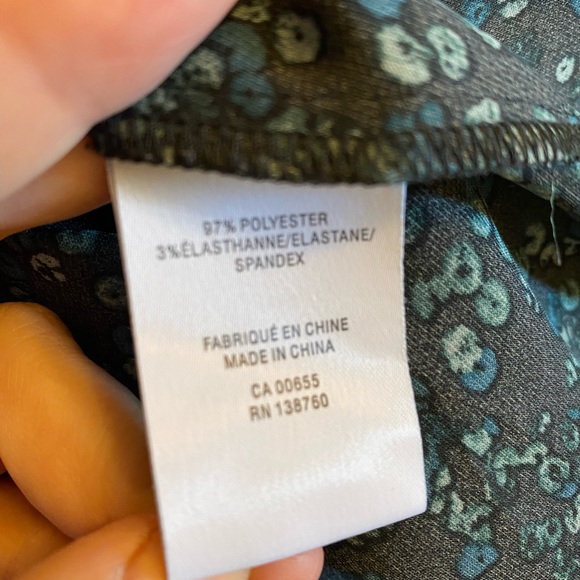 97% POLYESTER
3%ÉLASTHANNE/ELASTANE/
SPANDEX
FABRIQUÉ EN CHINE
MADE IN CHINA
CA 00655
RN 138760